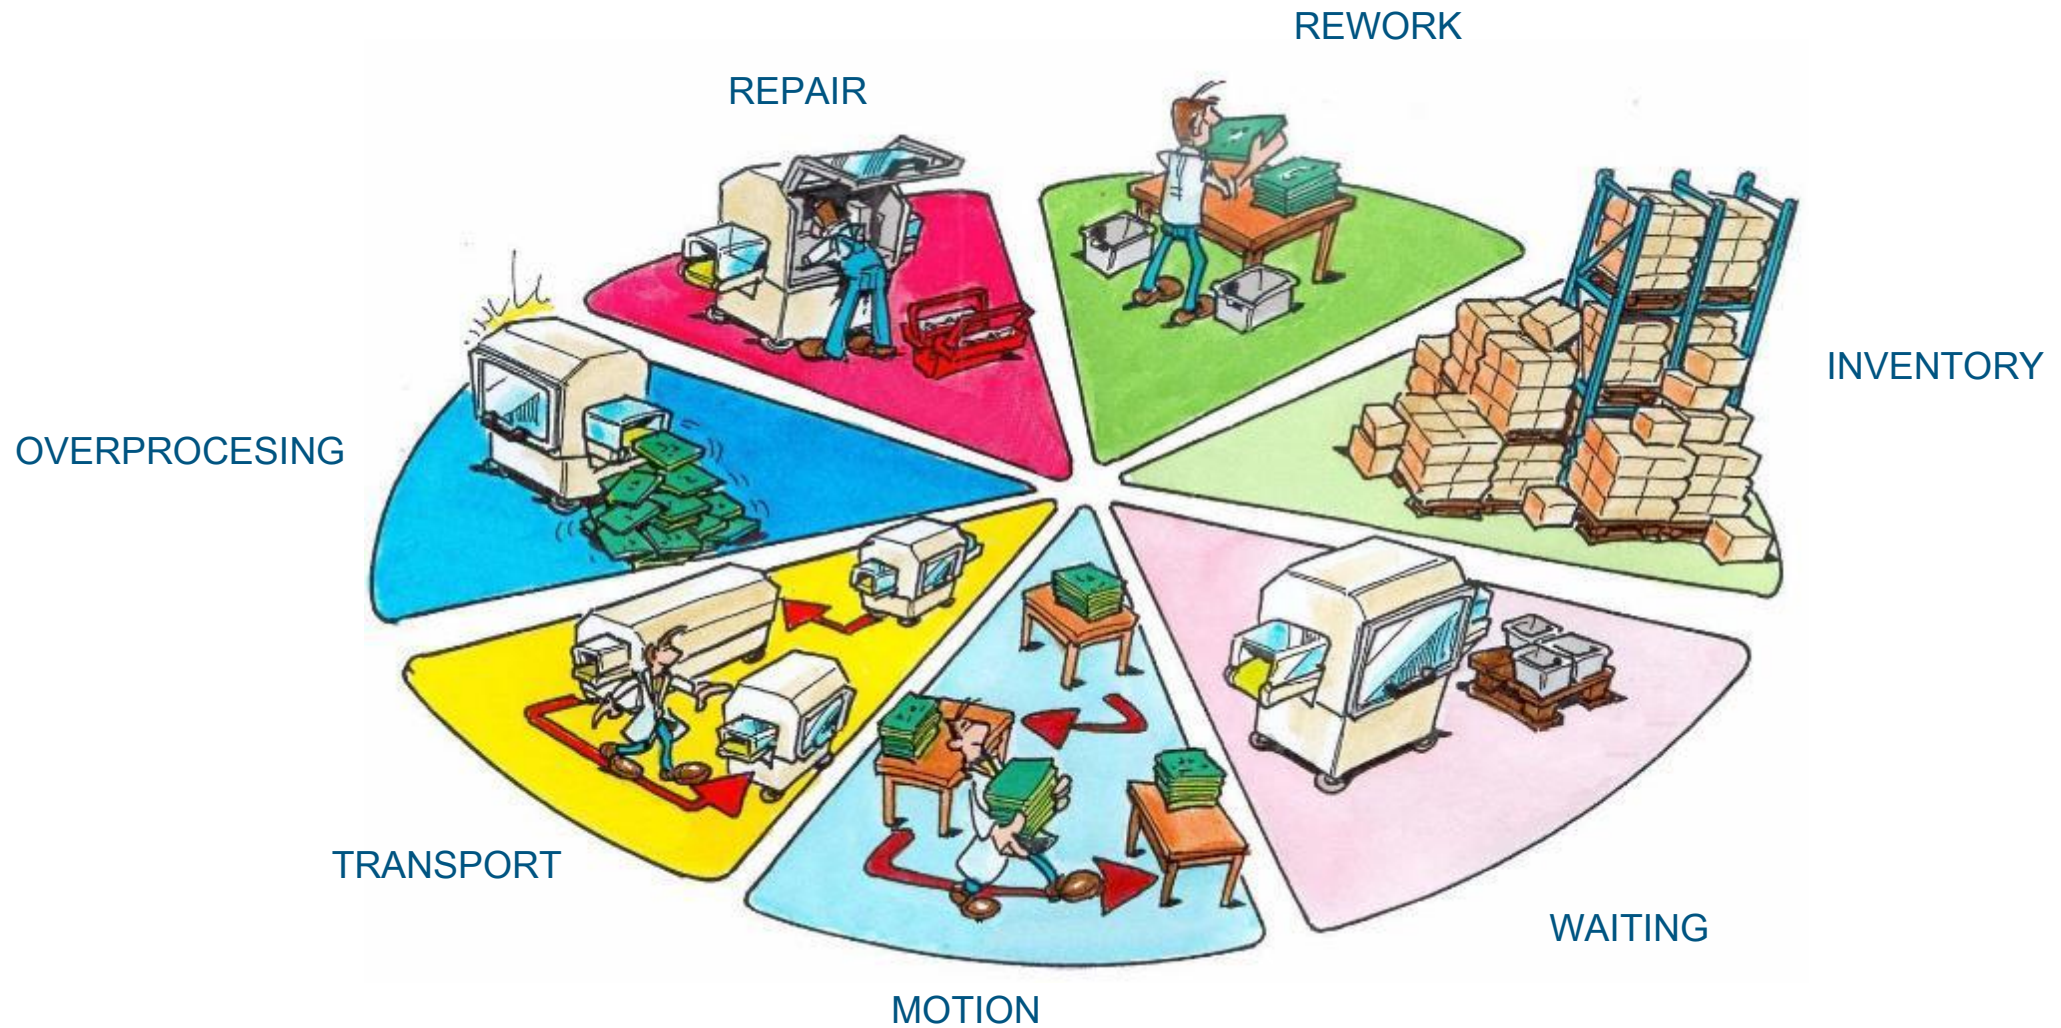 REWORK
REPAIR
INVENTORY
OVERPROCESING
TRANSPORT
WAITING
MOTION